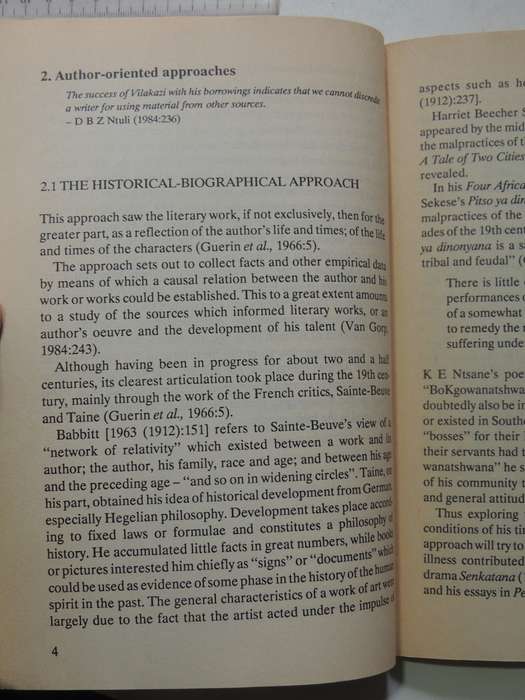 2. Author-oriented approaches
The success of Vilakazi with his borrowings indicates that we cannot discredit
a writer for using material from other sources.
– D B Z Ntuli (1984:236)
2.1 THE HISTORICAL-BIOGRAPHICAL APPROACH
This approach saw the literary work, if not exclusively, then for the
greater part, as a reflection of the author's life and times; of the life
and times of the characters (Guerin et al., 1966:5).
The approach sets out to collect facts and other empirical data
by means of which a causal relation between the author and his
work or works could be established. This to a great extent amounts
to a study of the sources which informed literary works, or an
author's oeuvre and the development of his talent (Van Gorp,
1984:243).
Although having been in progress for about two and a half
centuries, its clearest articulation took place during the 19th cen-
tury, mainly through the work of the French critics, Sainte-Beuve
and Taine (Guerin et al., 1966:5).
Babbitt [1963 (1912):151] refers to Sainte-Beuve's view of a
"network of relativity" which existed between a work and its
author; the author, his family, race and age; and between his age
and the preceding age – "and so on in widening circles". Taine, on
his part, obtained his idea of historical development from German,
especially Hegelian philosophy. Development takes place accord-
ing to fixed laws or formulae and constitutes a philosophy of
history. He accumulated little facts in great numbers, while books
or pictures interested him chiefly as "signs" or "documents" which
could be used as evidence of some phase in the history of the human
spirit in the past. The general characteristics of a work of art were
largely due to the fact that the artist acted under the impulse of
4
aspects such as
(1912):237].
Harriet Beecher
appeared by the mid
the malpractices of
A Tale of Two Cities
revealed.
In his Four Africa
Sekese's Pitso ya
malpractices of the
ades of the 19th cent
ya dinonyana is a
tribal and feudal"
There is little
performances
of a somewhat
to remedy the
suffering unde
K E Ntsane's poe
"BoKgowanatshwa
doubtedly also be in
or existed in South
"bosses" for their
their servants had
wanatshwana" he s
of his community
and general attitud
Thus exploring
conditions of his tim
approach will try to
illness contributed
drama Senkatana (
and his essays in Pe